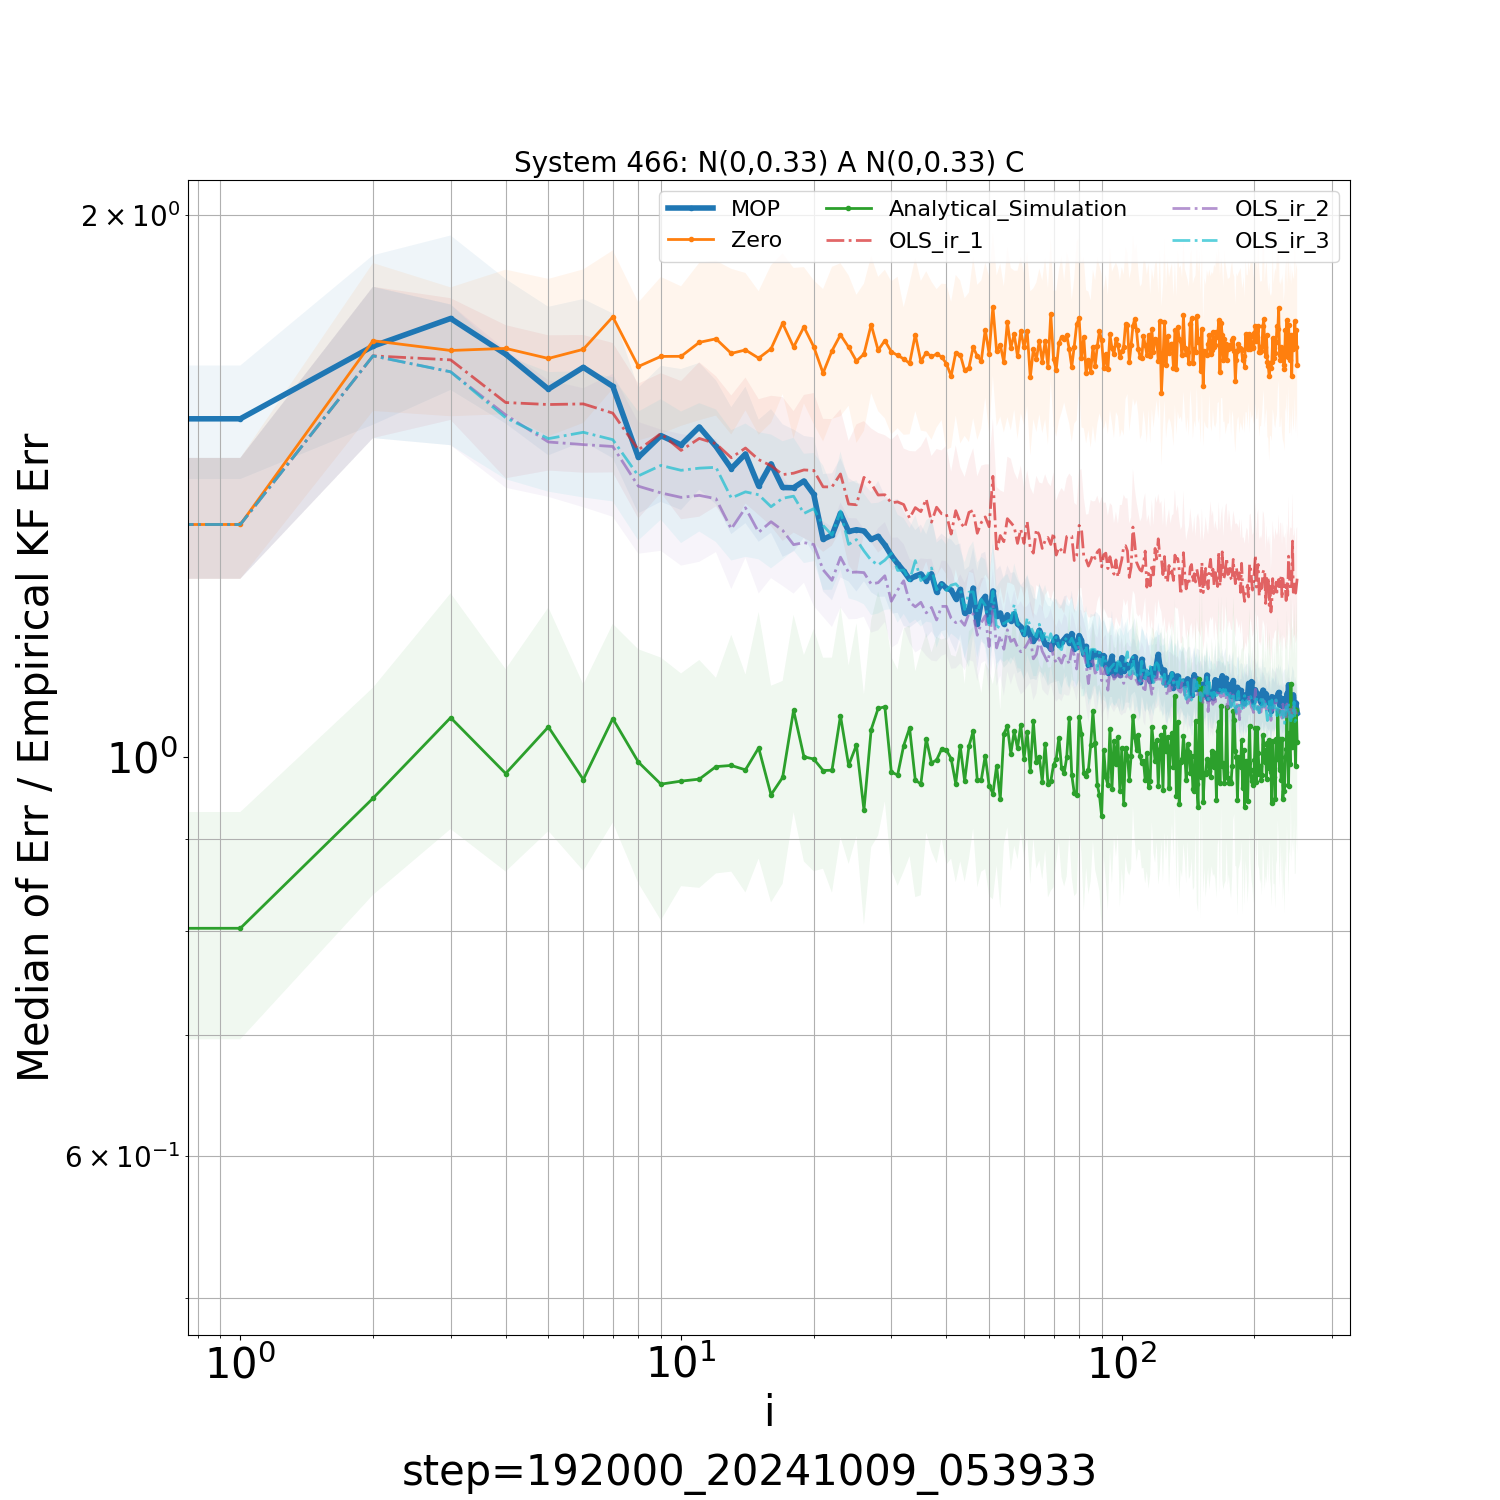 System 466: N(0,0.33) A N(0,0.33) C
MOP
Zero
Analytical_Simulation
OLS_ir_1
OLS_ir_2
OLS_ir_3
Median of Err / Empirical KF Err
2 × 10⁰
10⁰
6 × 10⁻¹
10⁰ 10¹ 10²
i
step=192000_20241009_053933